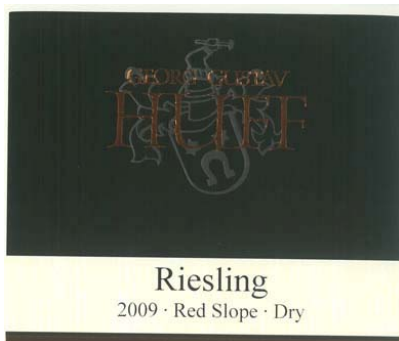 GEORG GUSTAV
HUFF
Riesling
2009 · Red Slope · Dry